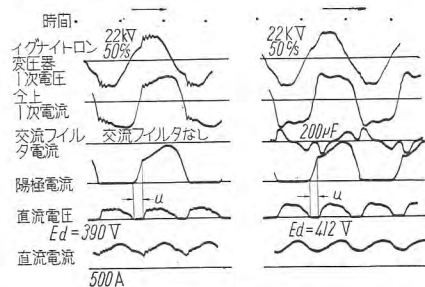 時間
イグナイトロン
変圧器
1次電圧
22kV
50%
22kV
50%
仝上
1次電流
交流フイル
タ電流
交流フイルタなし
200μF
陽極電流
u
u
直流電圧
Ed=390V
Ed=412V
直流電流
500A